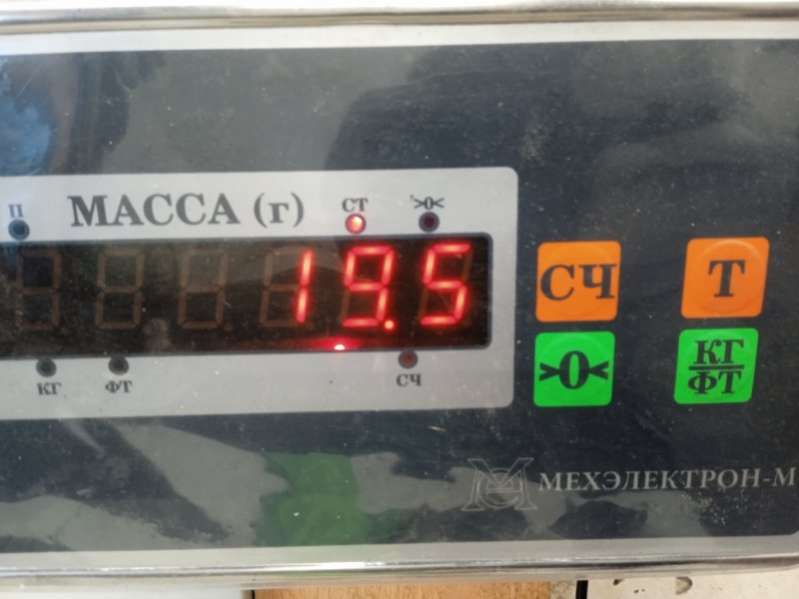 П МАССА (г) СТ >0<
19.5
СЧ Т
КГ ФТ СЧ
>0< КГ/ФТ
МЕХЭЛЕКТРОН-М